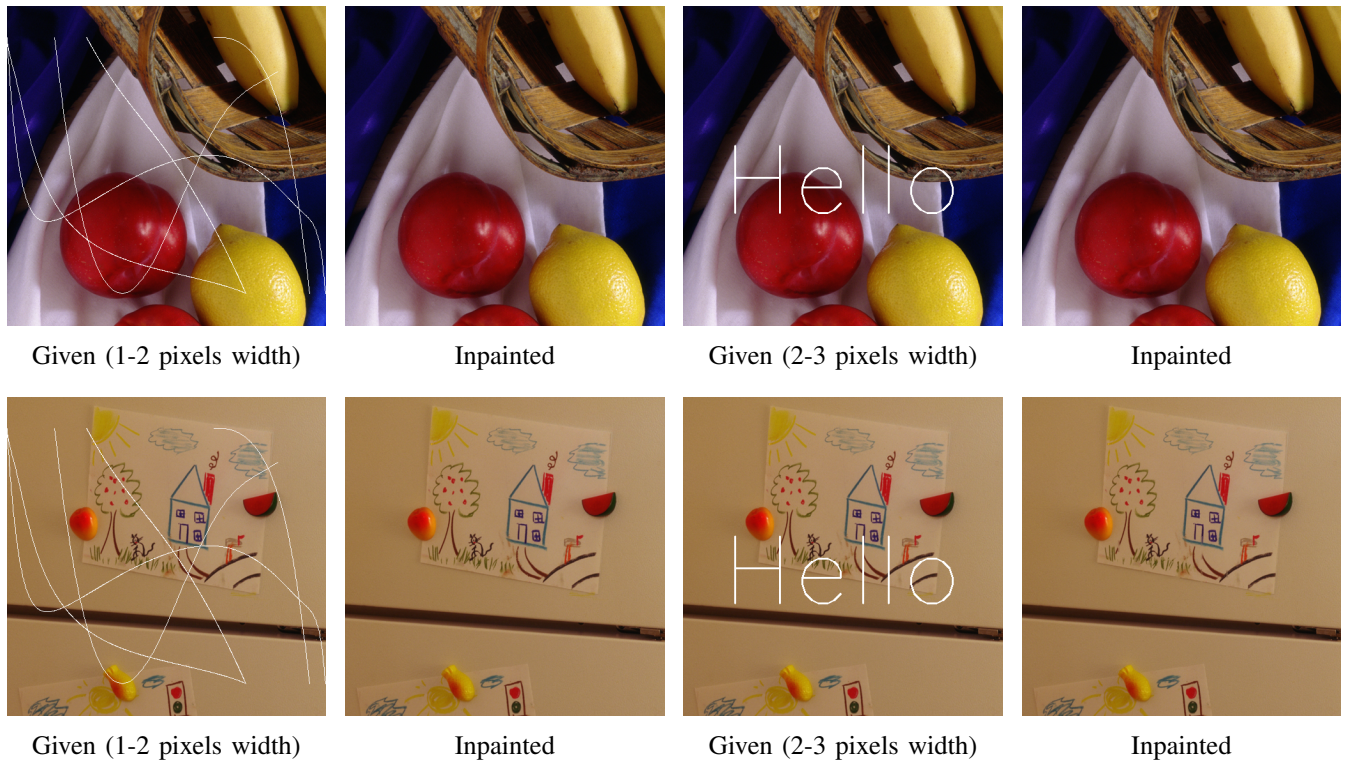 Hello
Given (1-2 pixels width) Inpainted Given (2-3 pixels width) Inpainted
Hello
Given (1-2 pixels width) Inpainted Given (2-3 pixels width) Inpainted